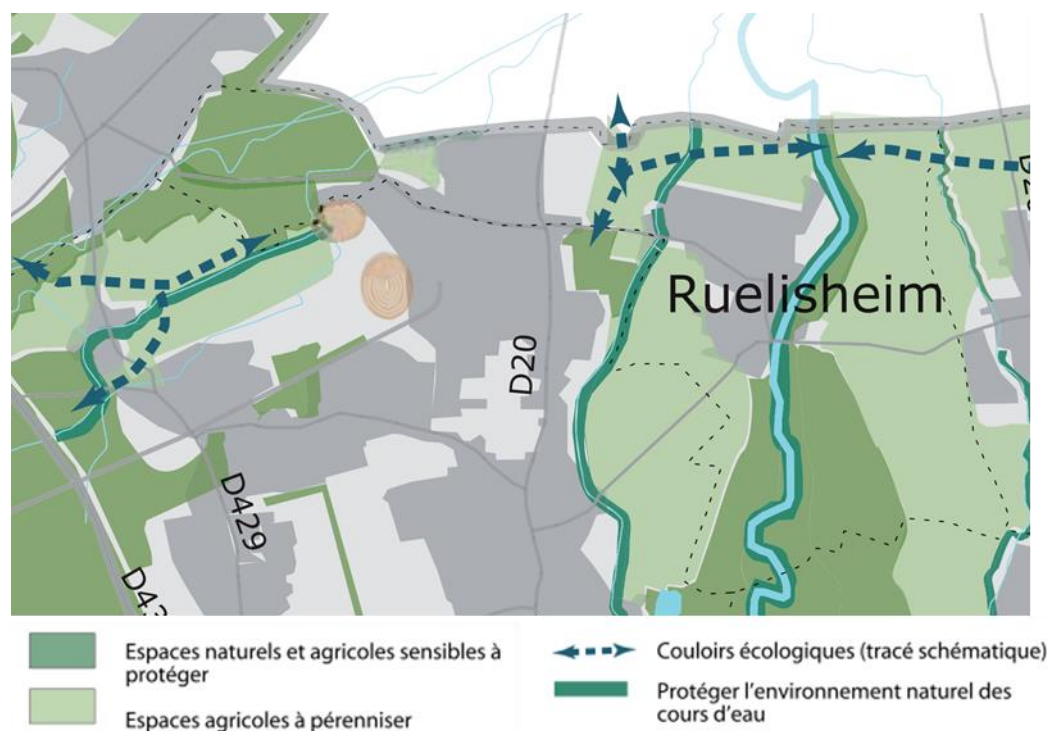 Ruelisheim
D20
D429
Espaces naturels et agricoles sensibles à
protéger
Espaces agricoles à pérenniser
Couloirs écologiques (tracé schématique)
Protéger l'environnement naturel des
cours d'eau